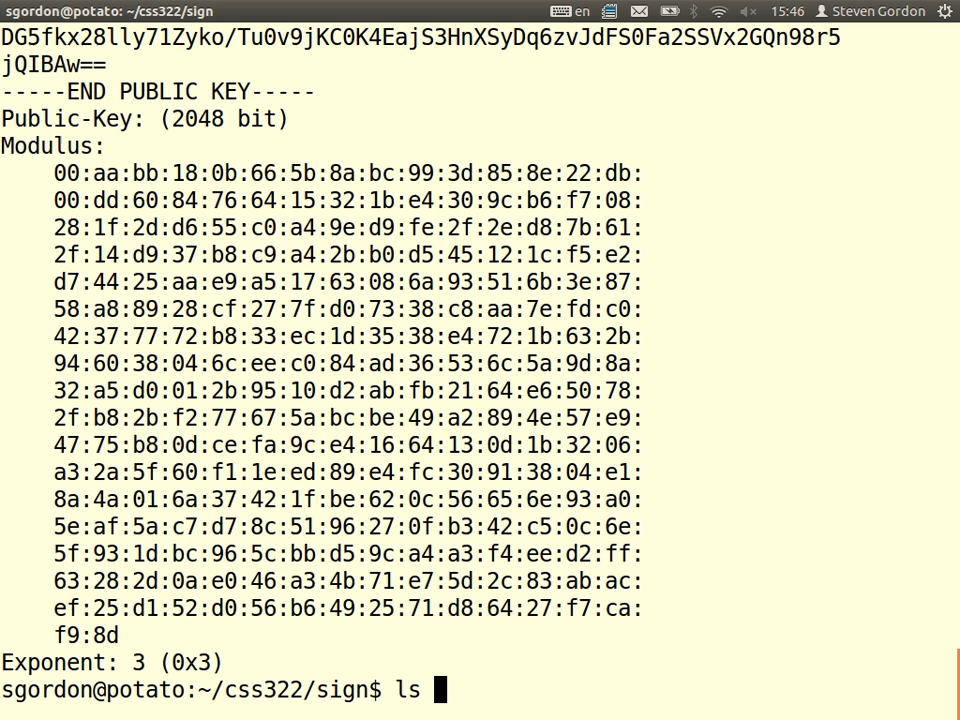 sgordon@potato: ~/css322/sign en 15:46 Steven Gordon
DG5fkx28lly71Zyko/Tu0v9jKC0K4EajS3HnXSyDq6zvJdFS0Fa2SSVx2GQn98r5
jQIBAw==
-----END PUBLIC KEY-----
Public-Key: (2048 bit)
Modulus:
00:aa:bb:18:0b:66:5b:8a:bc:99:3d:85:8e:22:db:
00:dd:60:84:76:64:15:32:1b:e4:30:9c:b6:f7:08:
28:1f:2d:d6:55:c0:a4:9e:d9:fe:2f:2e:d8:7b:61:
2f:14:d9:37:b8:c9:a4:2b:b0:d5:45:12:1c:f5:e2:
d7:44:25:aa:e9:a5:17:63:08:6a:93:51:6b:3e:87:
58:a8:89:28:cf:27:7f:d0:73:38:c8:aa:7e:fd:c0:
42:37:77:72:b8:33:ec:1d:35:38:e4:72:1b:63:2b:
94:60:38:04:6c:ee:c0:84:ad:36:53:6c:5a:9d:8a:
32:a5:d0:01:2b:95:10:d2:ab:fb:21:64:e6:50:78:
2f:b8:2b:f2:77:67:5a:bc:be:49:a2:89:4e:57:e9:
47:75:b8:0d:ce:fa:9c:e4:16:64:13:0d:1b:32:06:
a3:2a:5f:60:f1:1e:ed:89:e4:fc:30:91:38:04:e1:
8a:4a:01:6a:37:42:1f:be:62:0c:56:65:6e:93:a0:
5e:af:5a:c7:d7:8c:51:96:27:0f:b3:42:c5:0c:6e:
5f:93:1d:bc:96:5c:bb:d5:9c:a4:a3:f4:ee:d2:ff:
63:28:2d:0a:e0:46:a3:4b:71:e7:5d:2c:83:ab:ac:
ef:25:d1:52:d0:56:b6:49:25:71:d8:64:27:f7:ca:
f9:8d
Exponent: 3 (0x3)
sgordon@potato:~/css322/sign$ ls